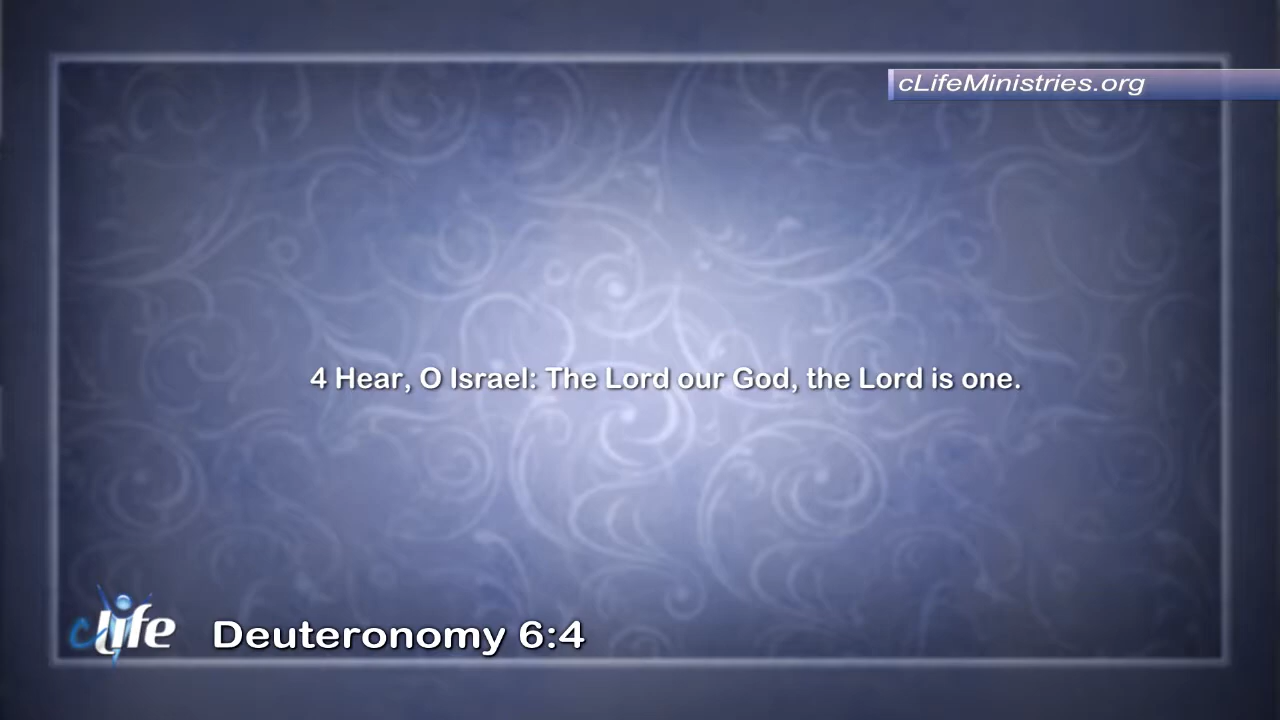 cLifeMinistries.org
4 Hear, O Israel: The Lord our God, the Lord is one.
cLife
Deuteronomy 6:4